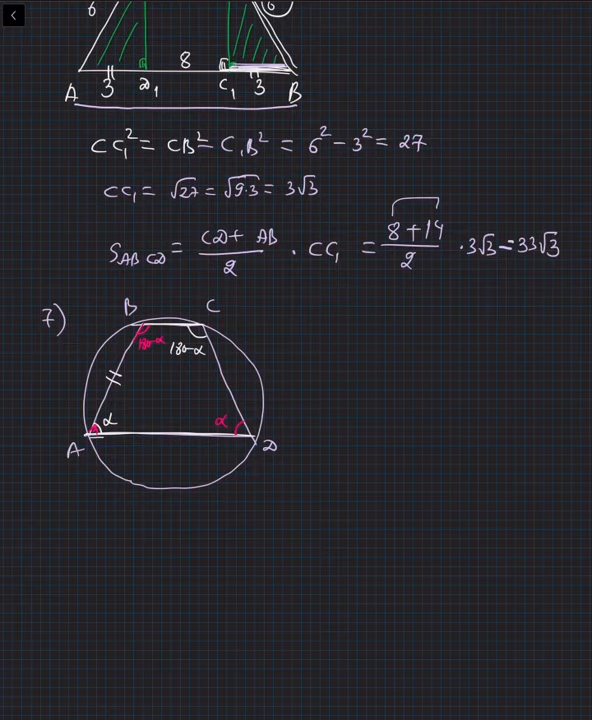 6 6
8
A 3 D₁ C₁ 3 B
CC₁² = CB² = C₁B² = 6² - 3² = 27
CC₁ = √27 = √9·3 = 3√3
S_ABCD = (CD + AB)/2 · CC₁ = (8 + 14)/2 · 3√3 = 33√3
7)
B C
180-α 180-α
α α
A D